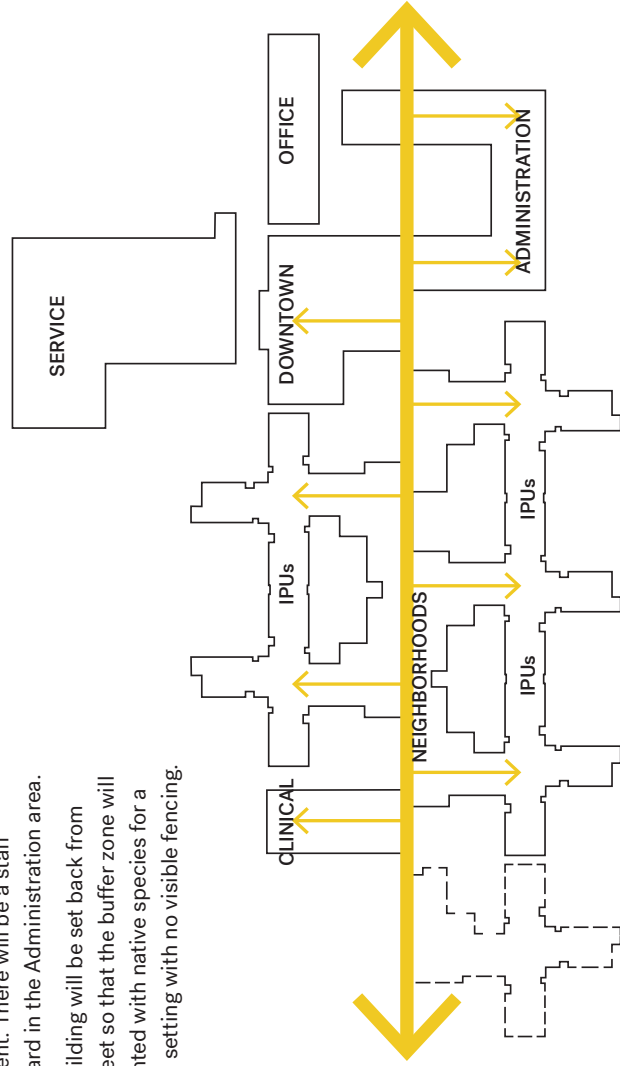 ent. There will be a staff
ard in the Administration area.
ilding will be set back from
eet so that the buffer zone will
nted with native species for a
setting with no visible fencing.
SERVICE
OFFICE
DOWNTOWN
ADMINISTRATION
IPUs
IPUs
IPUs
NEIGHBORHOODS
CLINICAL